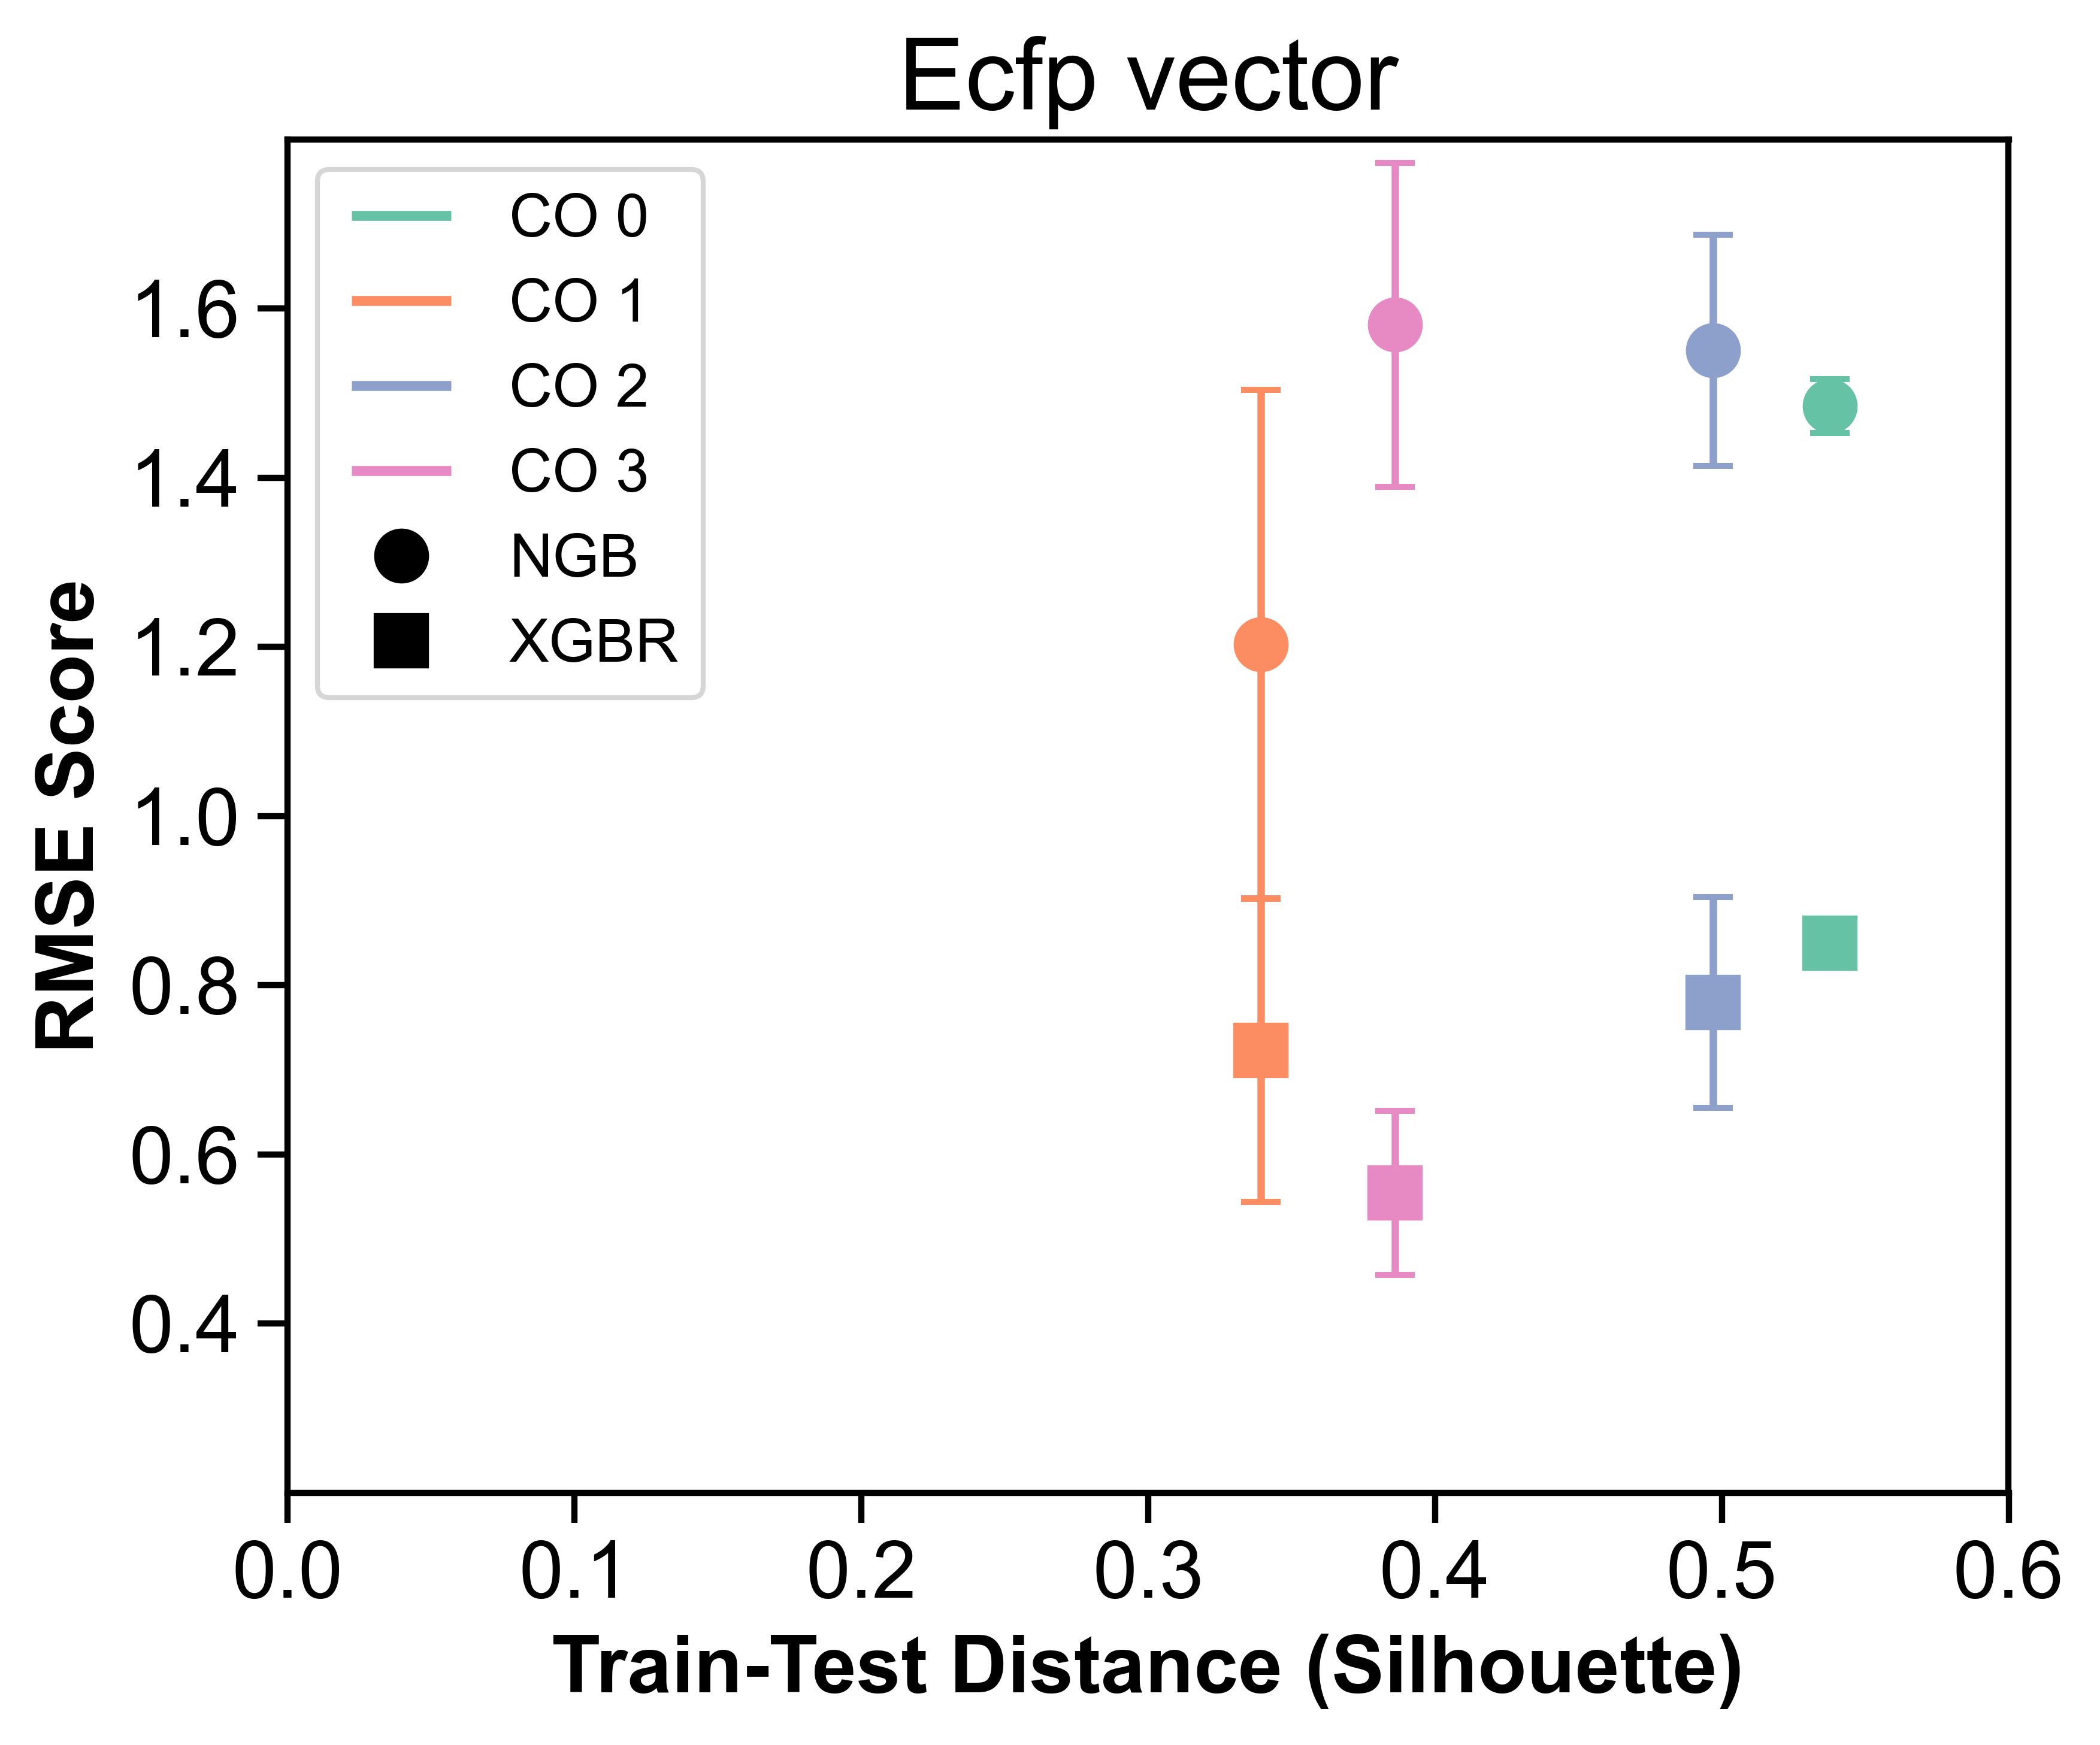 Ecfp vector
CO 0
CO 1
CO 2
CO 3
NGB
XGBR
RMSE Score
1.6
1.4
1.2
1.0
0.8
0.6
0.4
0.0 0.1 0.2 0.3 0.4 0.5 0.6
Train-Test Distance (Silhouette)